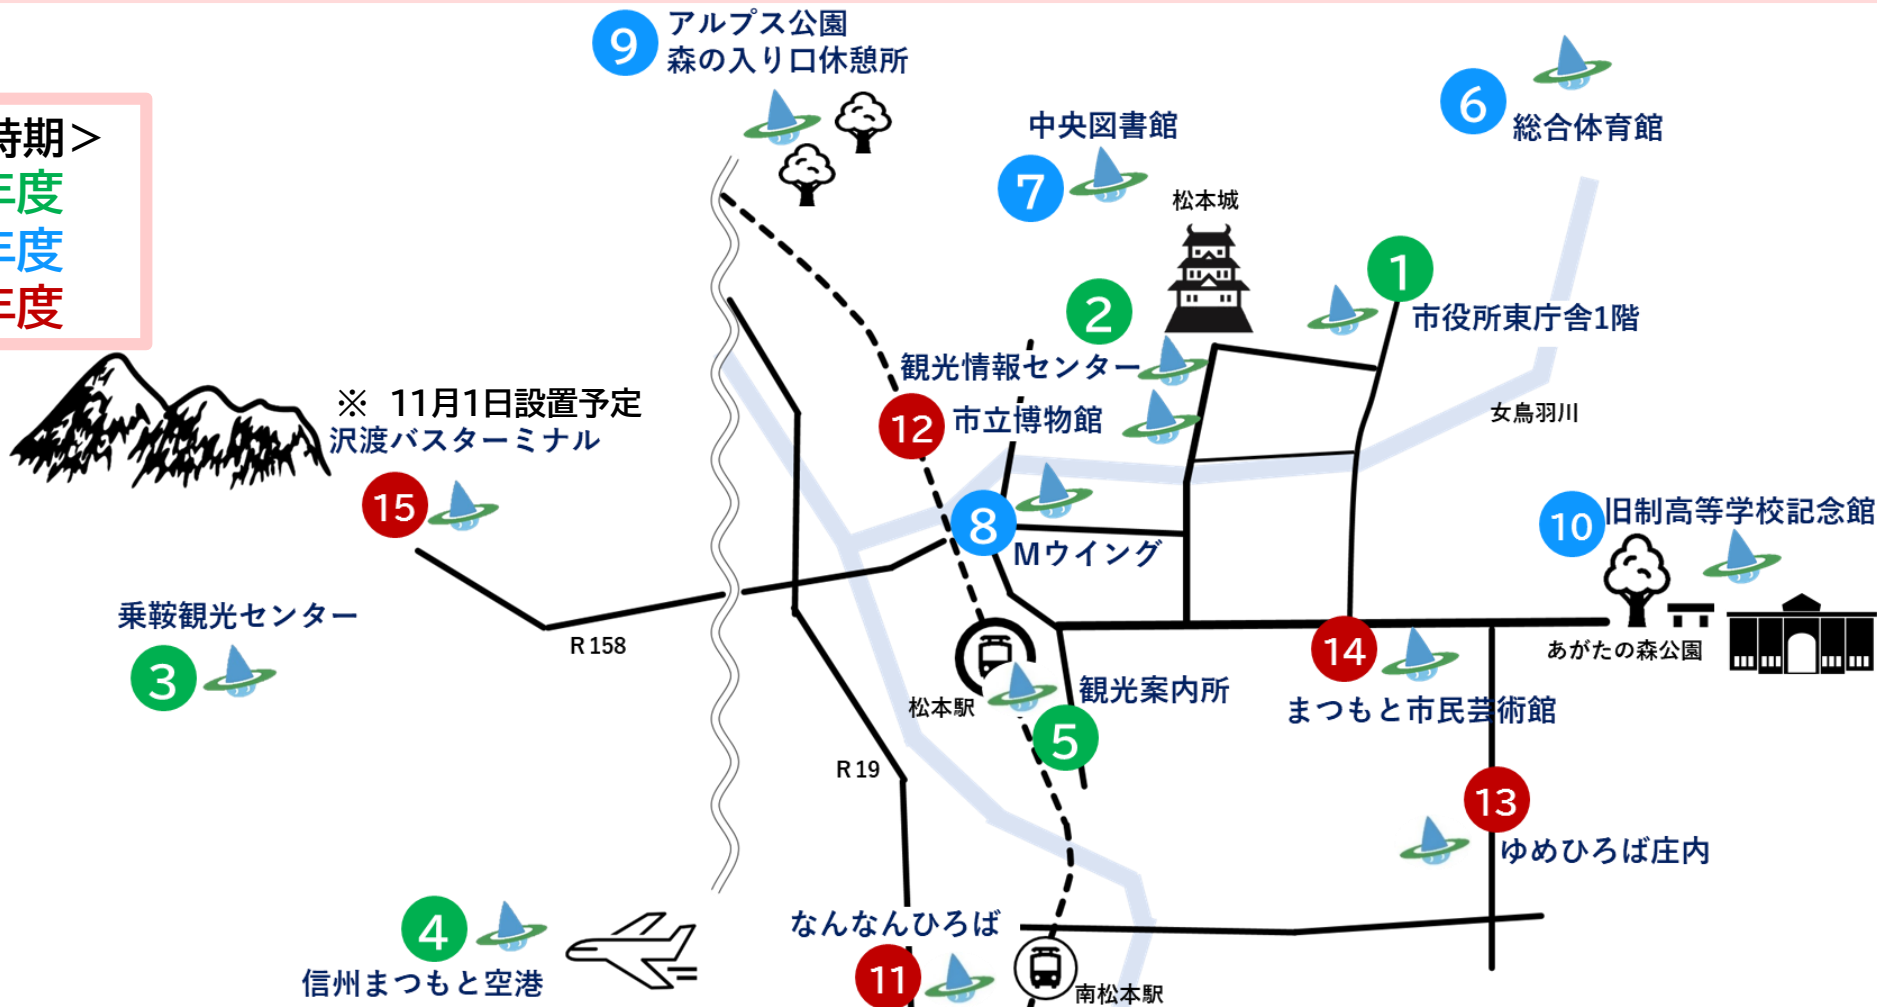 9
アルプス公園
森の入り口休憩所
6
総合体育館
中央図書館
7
時期＞
年度
年度
年度
松本城
1
市役所東庁舎1階
2
観光情報センター
12
市立博物館
女鳥羽川
※ 11月1日設置予定
沢渡バスターミナル
15
8
Mウイング
10
旧制高等学校記念館
あがたの森公園
乗鞍観光センター
3
R 158
松本駅
観光案内所
5
14
まつもと市民芸術館
R 19
13
ゆめひろば庄内
4
信州まつもと空港
なんなんひろば
11
南松本駅